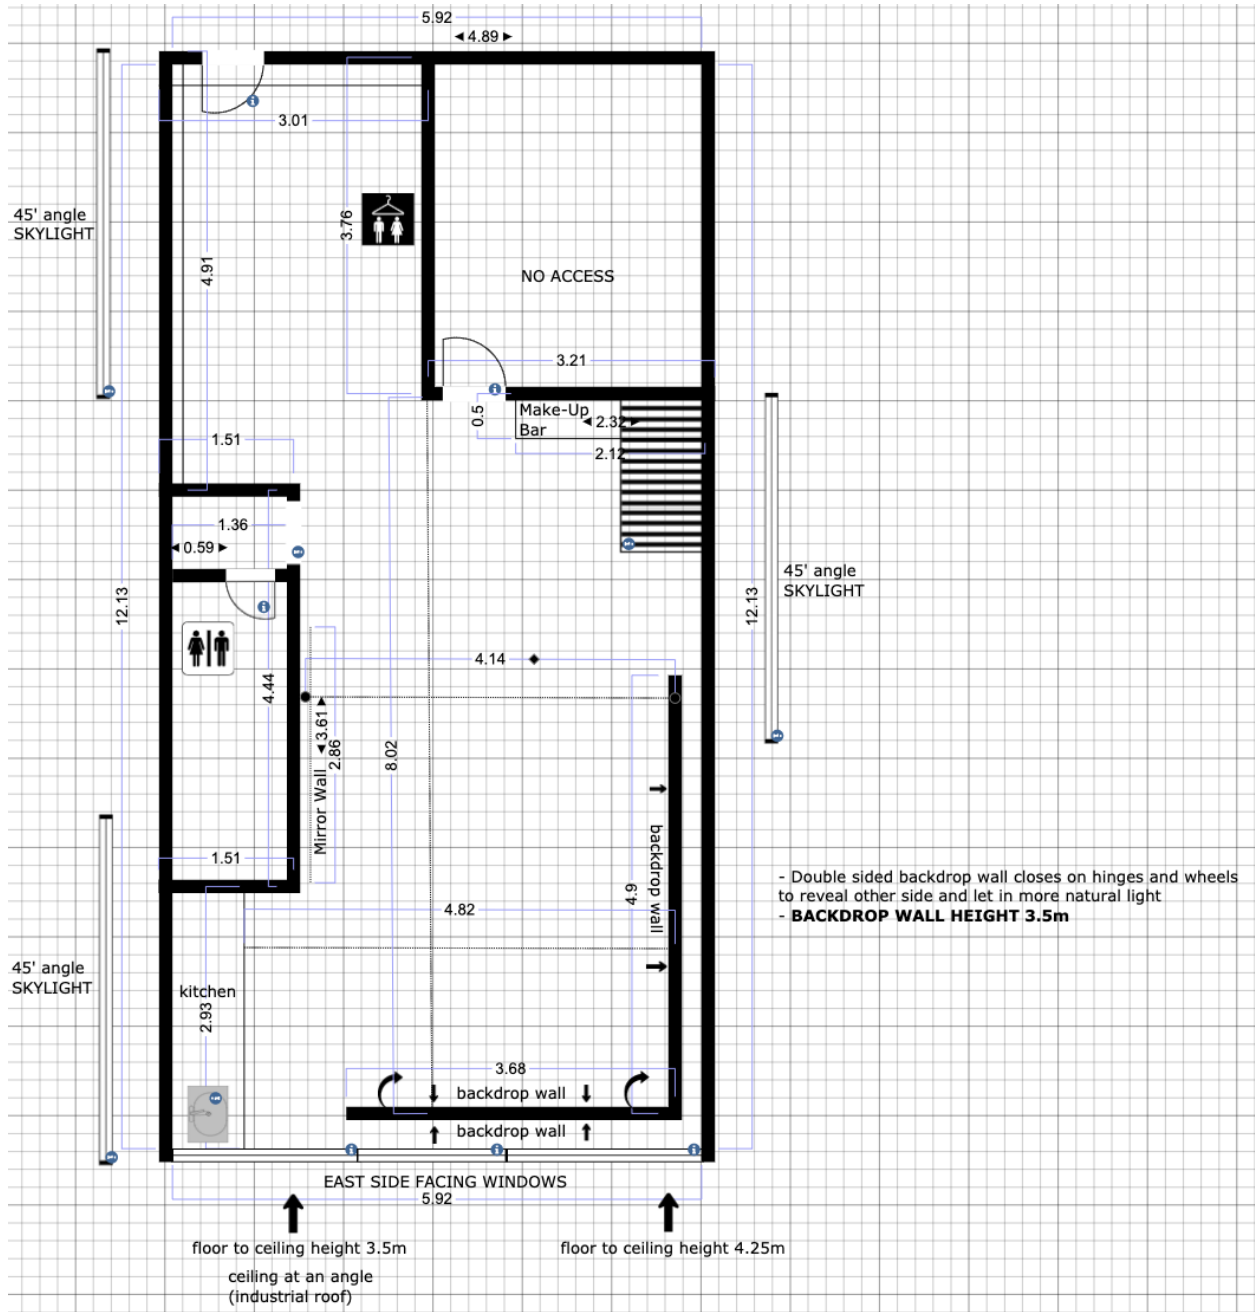 5.92
4.89
3.01
45' angle
SKYLIGHT
3.76
4.91
NO ACCESS
3.21
Make-Up
Bar
2.32
0.5
2.12
1.51
1.36
0.59
45' angle
SKYLIGHT
12.13
12.13
4.14
4.44
3.61
2.86
Mirror Wall
8.02
backdrop wall
4.9
1.51
4.82
- Double sided backdrop wall closes on hinges and wheels
to reveal other side and let in more natural light
- BACKDROP WALL HEIGHT 3.5m
45' angle
SKYLIGHT
kitchen
2.93
3.68
backdrop wall
backdrop wall
EAST SIDE FACING WINDOWS
5.92
floor to ceiling height 3.5m
floor to ceiling height 4.25m
ceiling at an angle
(industrial roof)